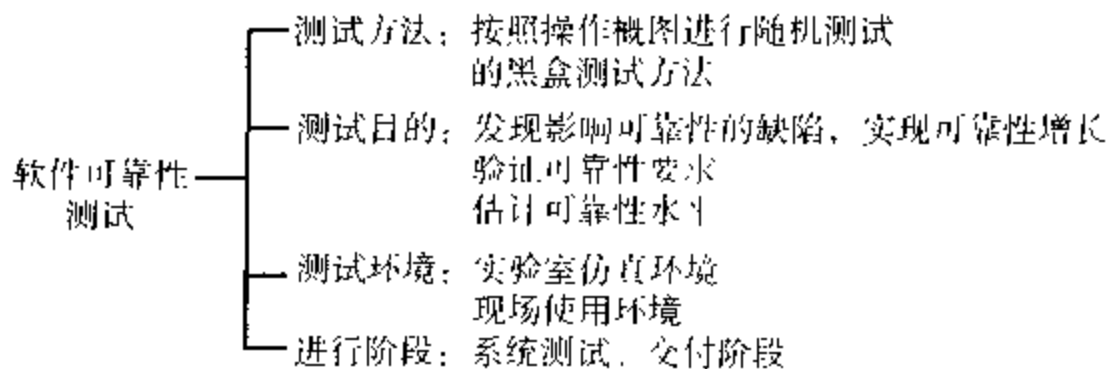 测试方法：按照操作概图进行随机测试
的黑盒测试方法
测试目的：发现影响可靠性的缺陷，实现可靠性增长
验证可靠性要求
估计可靠性水平
软件可靠性
测试
测试环境：实验室仿真环境
现场使用环境
进行阶段：系统测试、交付阶段